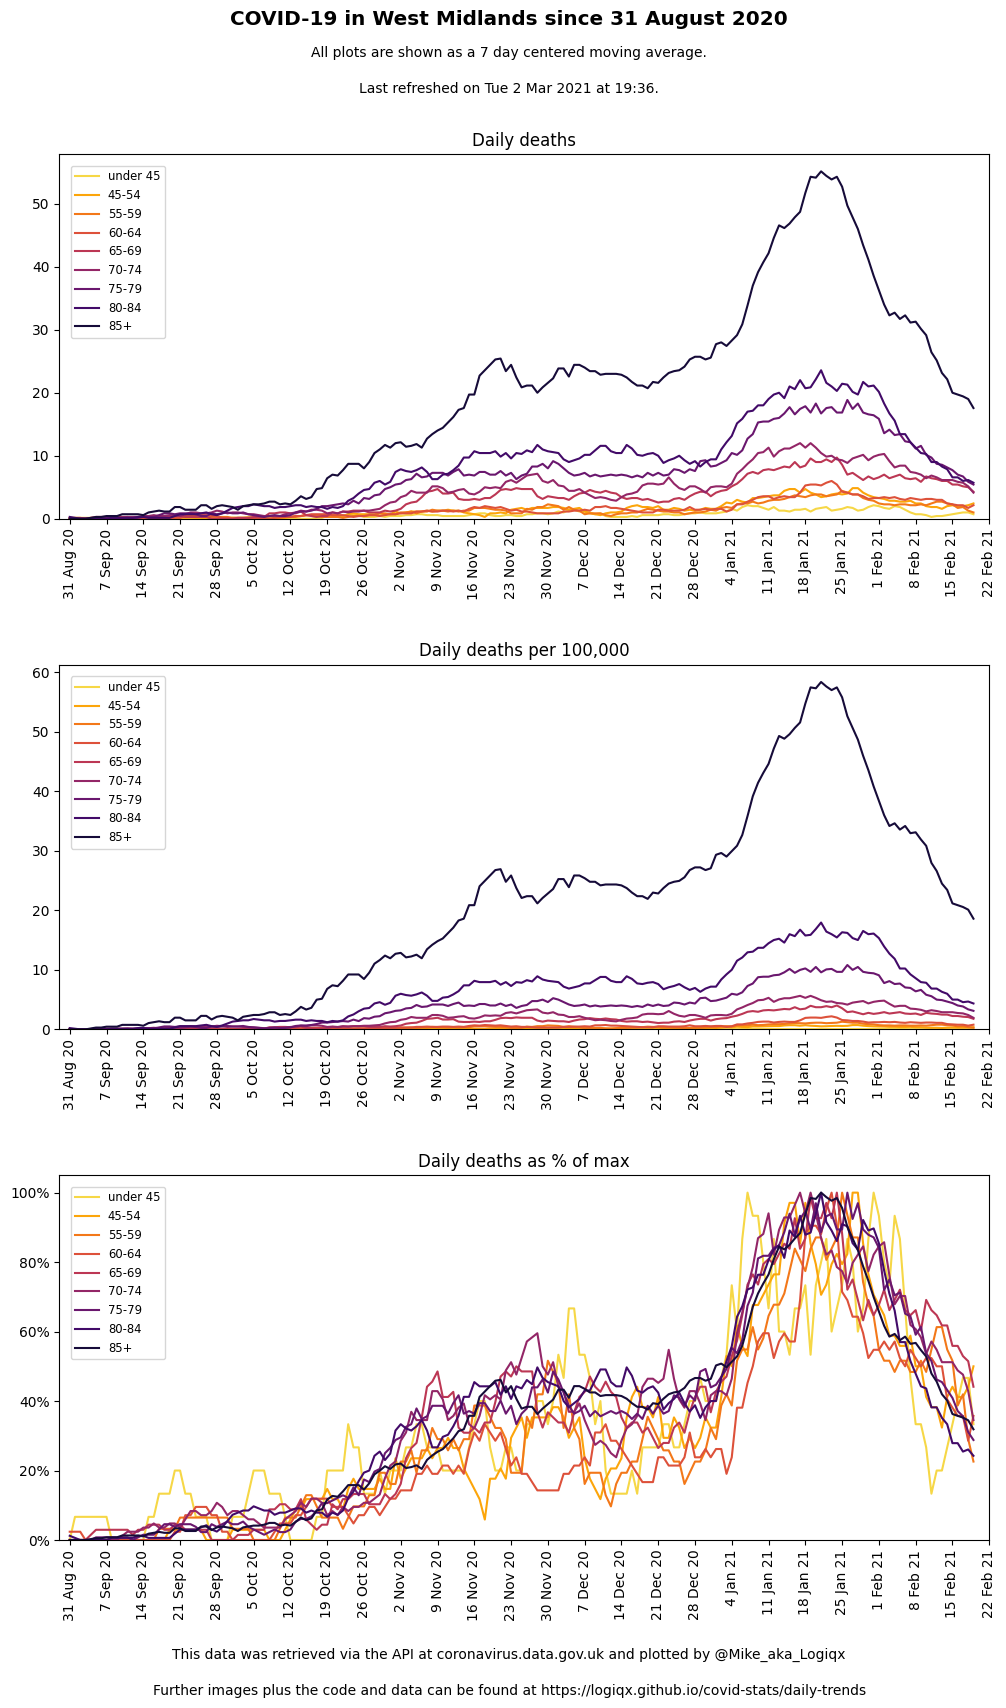 COVID-19 in West Midlands since 31 August 2020
All plots are shown as a 7 day centered moving average.
Last refreshed on Tue 2 Mar 2021 at 19:36.
Daily deaths
under 45
45-54
55-59
60-64
65-69
70-74
75-79
80-84
85+
50
40
30
20
10
0
31 Aug 20
7 Sep 20
14 Sep 20
21 Sep 20
28 Sep 20
5 Oct 20
12 Oct 20
19 Oct 20
26 Oct 20
2 Nov 20
9 Nov 20
16 Nov 20
23 Nov 20
30 Nov 20
7 Dec 20
14 Dec 20
21 Dec 20
28 Dec 20
4 Jan 21
11 Jan 21
18 Jan 21
25 Jan 21
1 Feb 21
8 Feb 21
15 Feb 21
22 Feb 21
Daily deaths per 100,000
under 45
45-54
55-59
60-64
65-69
70-74
75-79
80-84
85+
60
50
40
30
20
10
0
31 Aug 20
7 Sep 20
14 Sep 20
21 Sep 20
28 Sep 20
5 Oct 20
12 Oct 20
19 Oct 20
26 Oct 20
2 Nov 20
9 Nov 20
16 Nov 20
23 Nov 20
30 Nov 20
7 Dec 20
14 Dec 20
21 Dec 20
28 Dec 20
4 Jan 21
11 Jan 21
18 Jan 21
25 Jan 21
1 Feb 21
8 Feb 21
15 Feb 21
22 Feb 21
Daily deaths as % of max
under 45
45-54
55-59
60-64
65-69
70-74
75-79
80-84
85+
100%
80%
60%
40%
20%
0%
31 Aug 20
7 Sep 20
14 Sep 20
21 Sep 20
28 Sep 20
5 Oct 20
12 Oct 20
19 Oct 20
26 Oct 20
2 Nov 20
9 Nov 20
16 Nov 20
23 Nov 20
30 Nov 20
7 Dec 20
14 Dec 20
21 Dec 20
28 Dec 20
4 Jan 21
11 Jan 21
18 Jan 21
25 Jan 21
1 Feb 21
8 Feb 21
15 Feb 21
22 Feb 21
This data was retrieved via the API at coronavirus.data.gov.uk and plotted by @Mike_aka_Logiqx
Further images plus the code and data can be found at https://logiqx.github.io/covid-stats/daily-trends